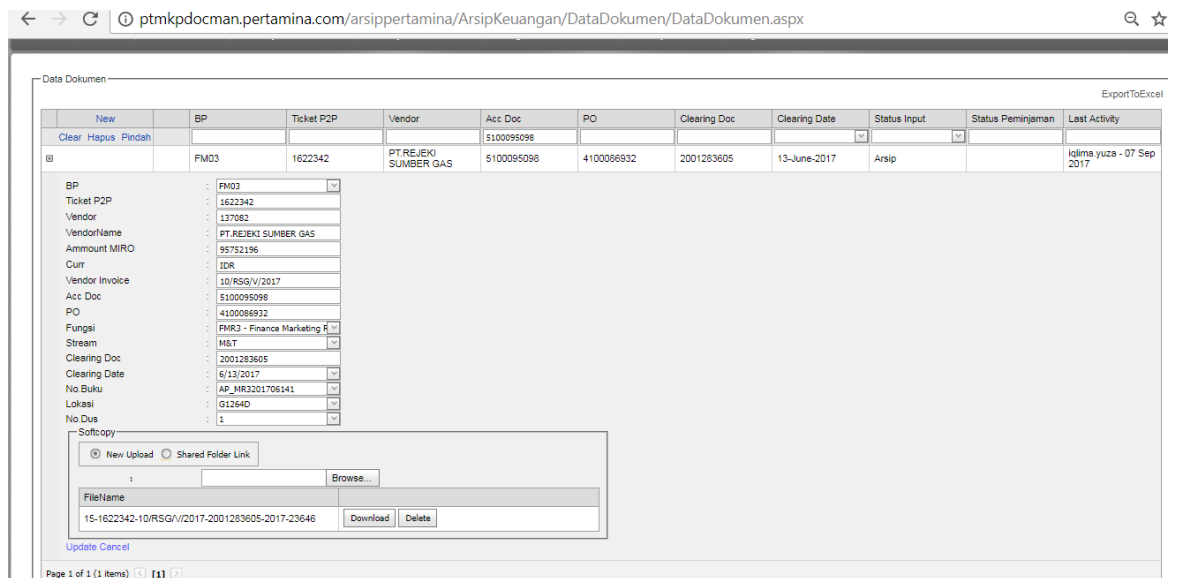 ptmkpdocman.pertamina.com/arsippertamina/ArsipKeuangan/DataDokumen/DataDokumen.aspx
Data Dokumen
ExportToExcel
New BP Ticket P2P Vendor Acc Doc PO Clearing Doc Clearing Date Status Input Status Peminjaman Last Activity
Clear Hapus Pindah 5100095098
FM03 1622342 PT.REJEKI SUMBER GAS 5100095098 4100086932 2001283605 13-June-2017 Arsip iqlima.yuza - 07 Sep 2017
BP : FM03
Ticket P2P : 1622342
Vendor : 137082
VendorName : PT.REJEKI SUMBER GAS
Ammount MIRO : 95752196
Curr : IDR
Vendor Invoice : 10/RSG/V/2017
Acc Doc : 5100095098
PO : 4100086932
Fungsi : FMR3 - Finance Marketing
Stream : M&T
Clearing Doc : 2001283605
Clearing Date : 6/13/2017
No.Buku : AP_MR3201706141
Lokasi : G1264D
No.Dus : 1
Softcopy
New Upload Shared Folder Link
: Browse...
FileName
15-1622342-10/RSG/V/2017-2001283605-2017-23646 Download Delete
Update Cancel
Page 1 of 1 (1 items) < [1] >